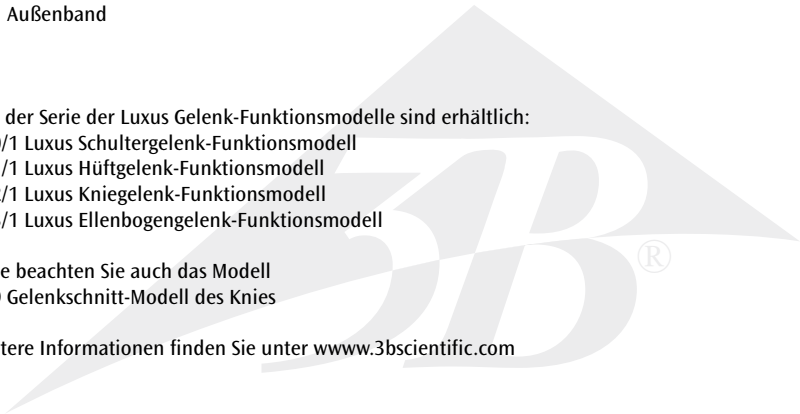 Außenband
der Serie der Luxus Gelenk-Funktionsmodelle sind erhältlich:
/1 Luxus Schultergelenk-Funktionsmodell
/1 Luxus Hüftgelenk-Funktionsmodell
/1 Luxus Kniegelenk-Funktionsmodell
/1 Luxus Ellenbogengelenk-Funktionsmodell
e beachten Sie auch das Modell
Gelenkschnitt-Modell des Knies
tere Informationen finden Sie unter wwww.3bscientific.com
3B
®